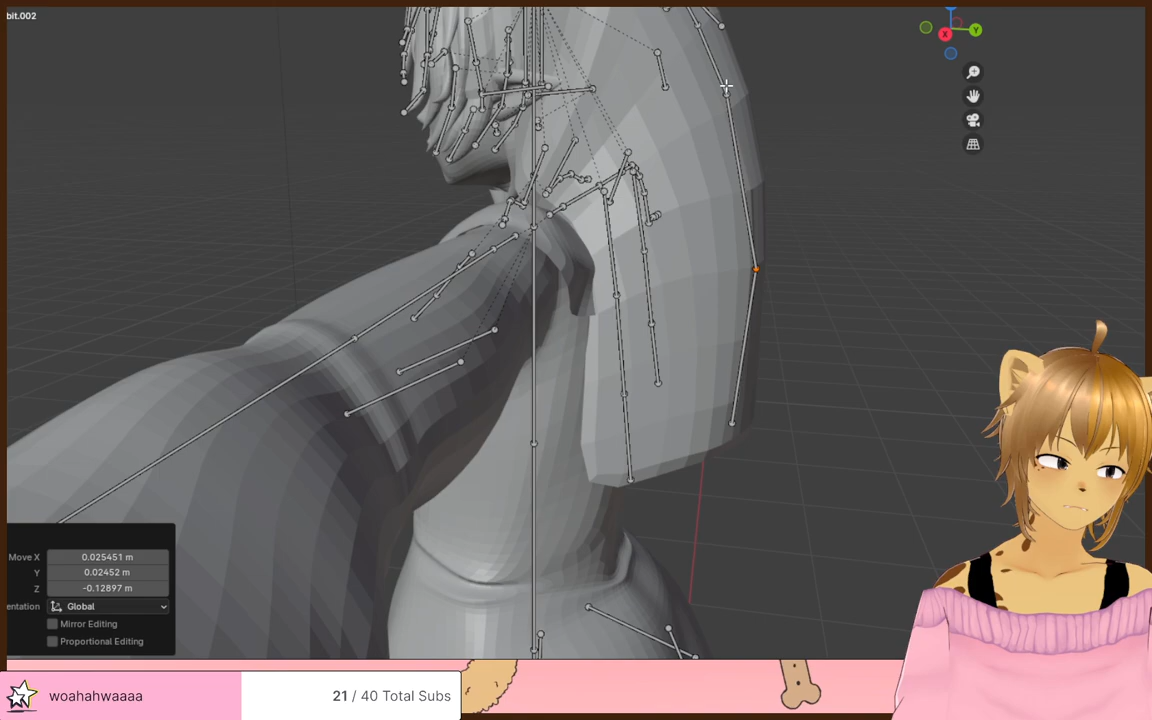 bit.002
X
Y
Move X 0.025451 m
Y 0.02452 m
Z -0.12897 m
entation Global
Mirror Editing
Proportional Editing
woahahwaaaa 21 / 40 Total Subs